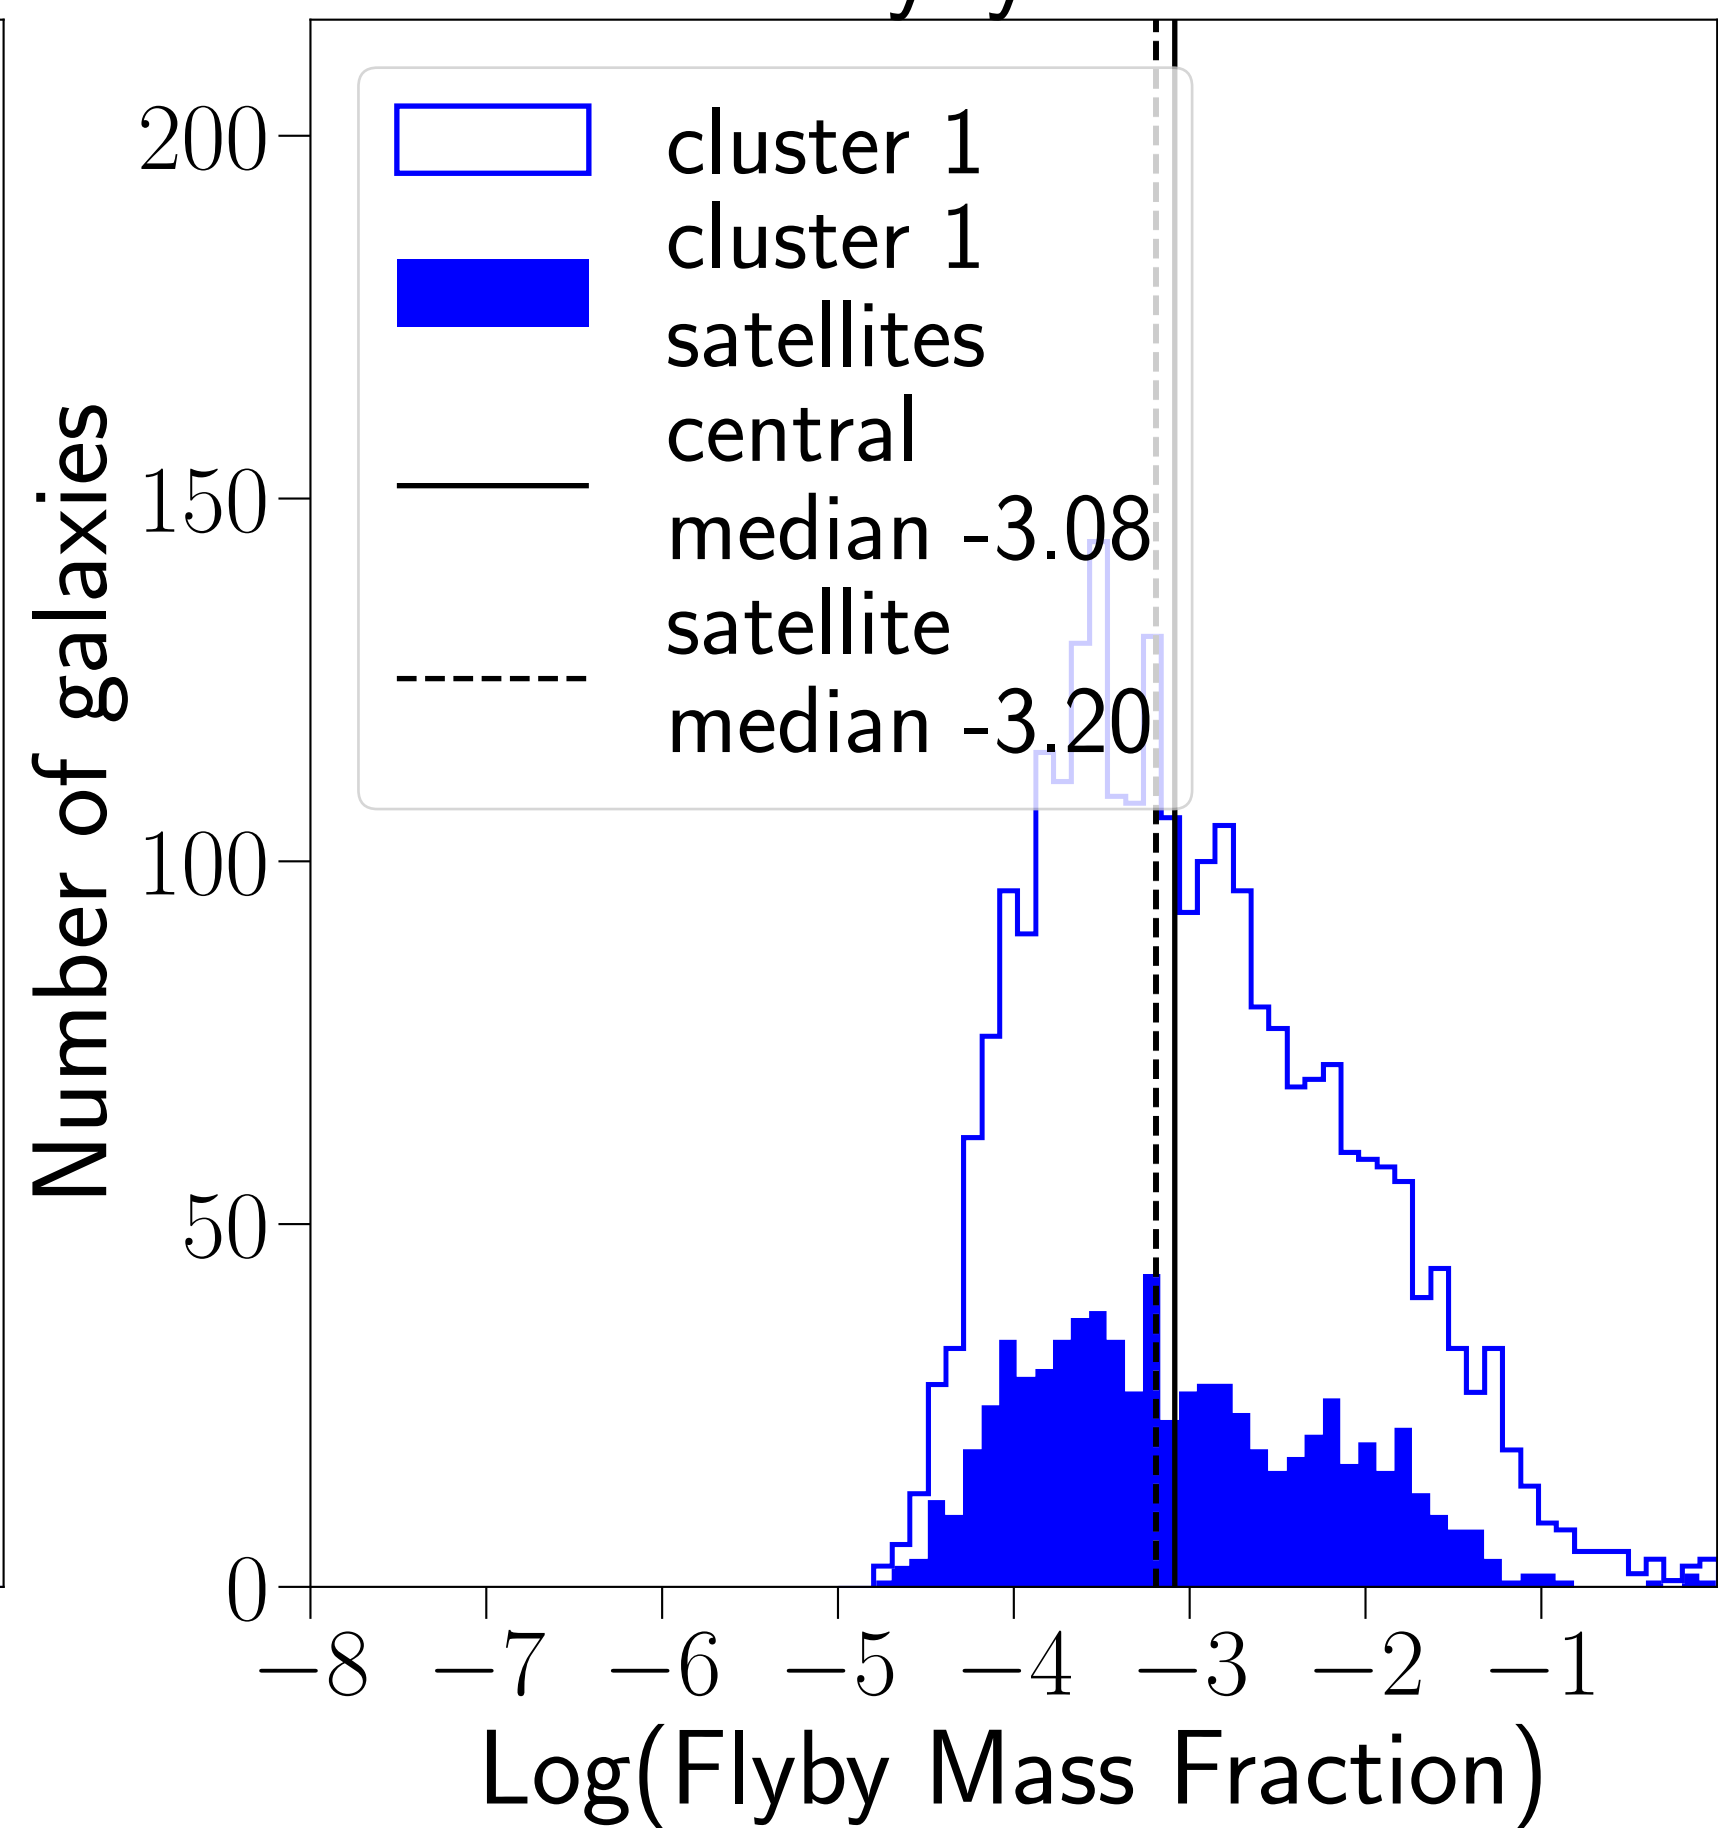 cluster 1
cluster 1
satellites
central
median -3.08
satellite
median -3.20
Number of galaxies
200
150
100
50
0
−8 −7 −6 −5 −4 −3 −2 −1
Log(Flyby Mass Fraction)